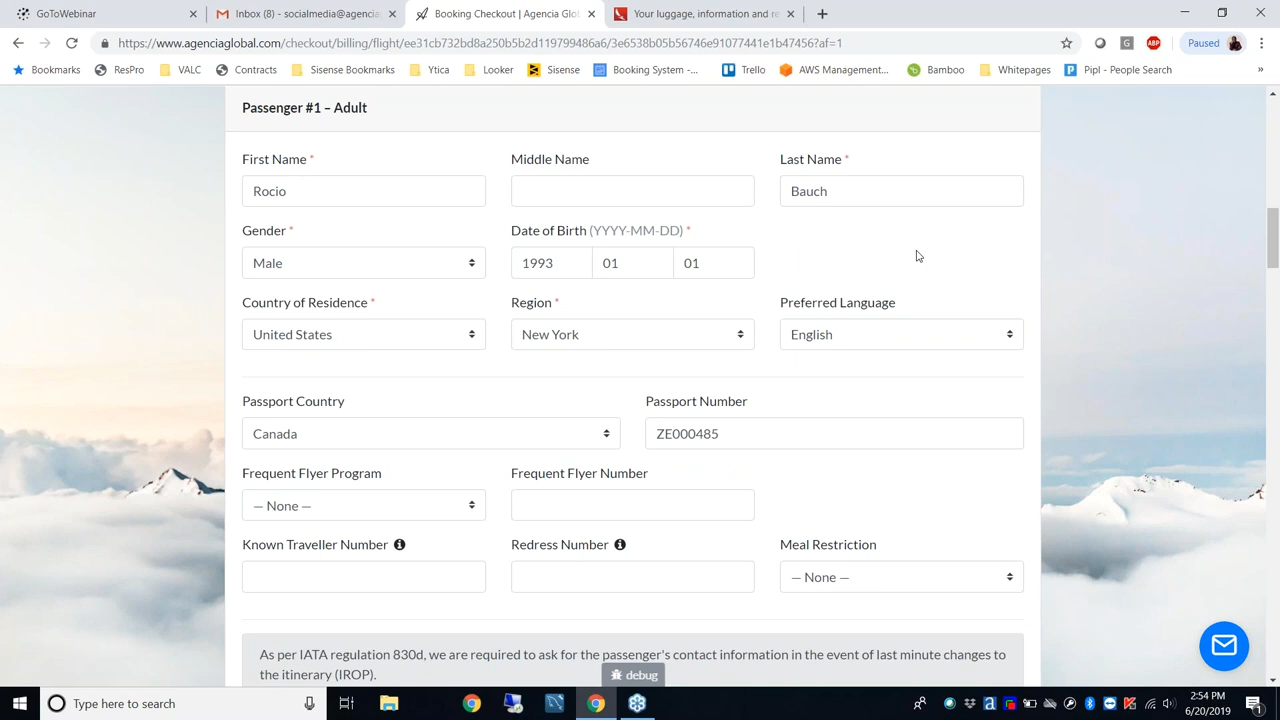 GoToWebinar
Inbox (8) - socialmedia@agencia
Booking Checkout | Agencia Glo
Your luggage, information and re
https://www.agenciaglobal.com/checkout/billing/flight/ee31cb732bd8a250b5b2d119799486a6/3e6538b05b56746e91077441e1b47456?af=1
G
ABP
Paused
Bookmarks
ResPro
VALC
Contracts
Sisense Bookmarks
Ytica
Looker
Sisense
Booking System -...
Trello
AWS Management...
Bamboo
Whitepages
Pipl - People Search
»
Passenger #1 – Adult
First Name *
Middle Name
Last Name *
Rocio
Bauch
Gender *
Date of Birth (YYYY-MM-DD) *
Male
1993
01
01
Country of Residence *
Region *
Preferred Language
United States
New York
English
Passport Country
Passport Number
Canada
ZE000485
Frequent Flyer Program
Frequent Flyer Number
— None —
Known Traveller Number
Redress Number
Meal Restriction
— None —
As per IATA regulation 830d, we are required to ask for the passenger's contact information in the event of last minute changes to
the itinerary (IROP).
debug
Type here to search
2:54 PM
6/20/2019